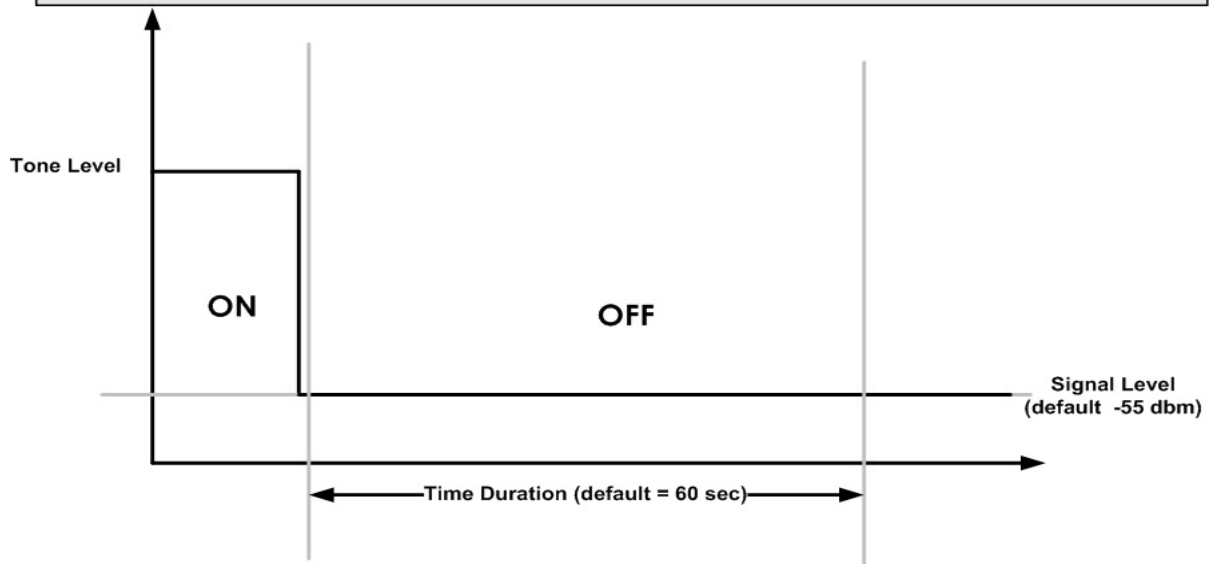 Tone Level
ON
OFF
Signal Level
(default -55 dbm)
Time Duration (default = 60 sec)